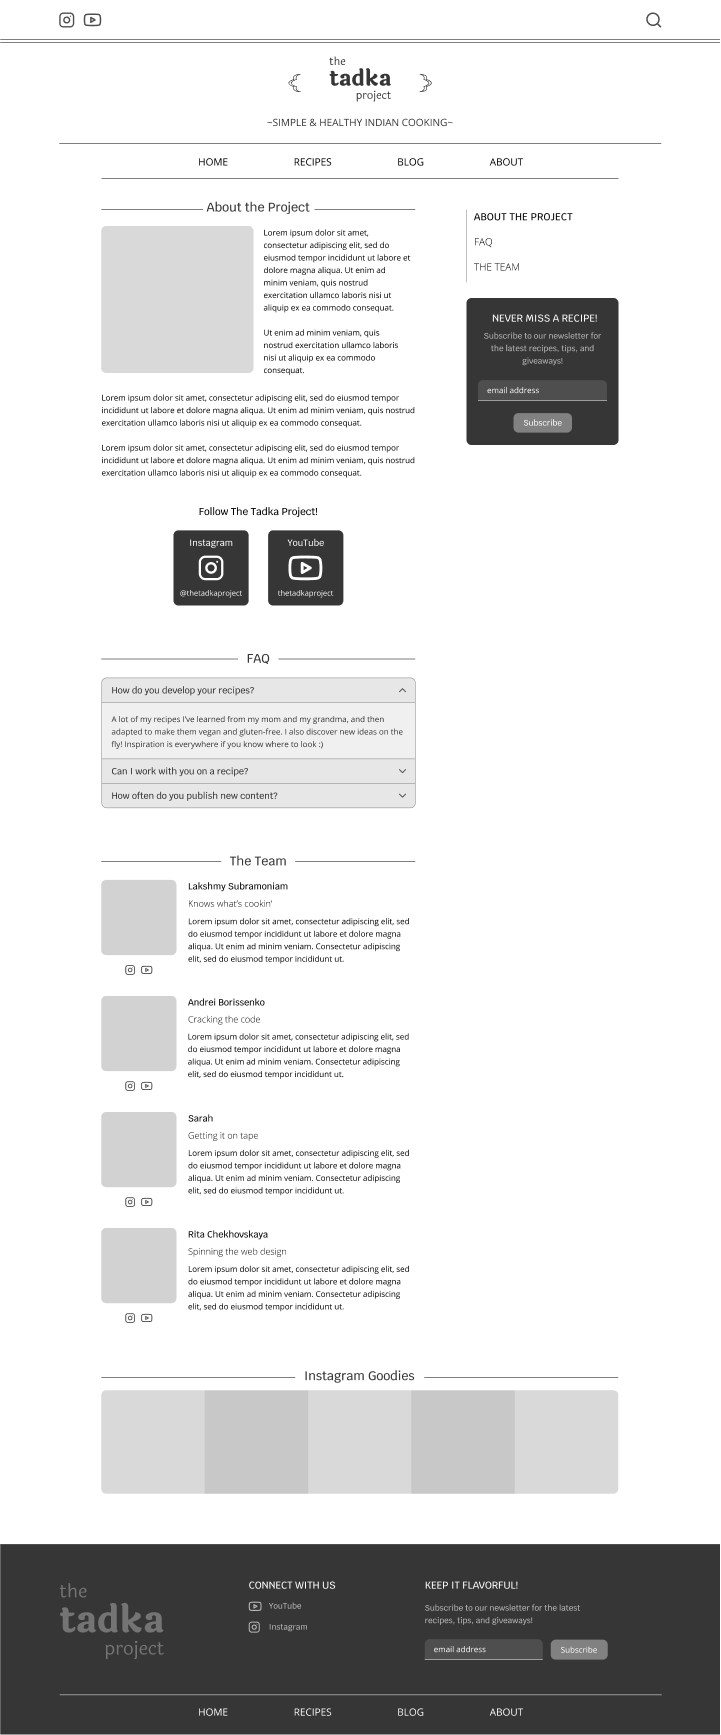 the
tadka
project
~SIMPLE & HEALTHY INDIAN COOKING~
HOME RECIPES BLOG ABOUT
About the Project
Lorem ipsum dolor sit amet,
consectetur adipiscing elit, sed do
eiusmod tempor incididunt ut labore et
dolore magna aliqua. Ut enim ad
minim veniam, quis nostrud
exercitation ullamco laboris nisi ut
aliquip ex ea commodo consequat.
Ut enim ad minim veniam, quis
nostrud exercitation ullamco laboris
nisi ut aliquip ex ea commodo
consequat.
Lorem ipsum dolor sit amet, consectetur adipiscing elit, sed do eiusmod tempor
incididunt ut labore et dolore magna aliqua. Ut enim ad minim veniam, quis nostrud
exercitation ullamco laboris nisi ut aliquip ex ea commodo consequat.
Lorem ipsum dolor sit amet, consectetur adipiscing elit, sed do eiusmod tempor
incididunt ut labore et dolore magna aliqua. Ut enim ad minim veniam, quis nostrud
exercitation ullamco laboris nisi ut aliquip ex ea commodo consequat.
ABOUT THE PROJECT
FAQ
THE TEAM
NEVER MISS A RECIPE!
Subscribe to our newsletter for
the latest recipes, tips, and
giveaways!
email address
Subscribe
Follow The Tadka Project!
Instagram
@thetadkaproject
YouTube
thetadkaproject
FAQ
How do you develop your recipes?
A lot of my recipes I've learned from my mom and my grandma, and then
adapted to make them vegan and gluten-free. I also discover new ideas on the
fly! Inspiration is everywhere if you know where to look :)
Can I work with you on a recipe?
How often do you publish new content?
The Team
Lakshmy Subramoniam
Knows what's cookin'
Lorem ipsum dolor sit amet, consectetur adipiscing elit, sed
do eiusmod tempor incididunt ut labore et dolore magna
aliqua. Ut enim ad minim veniam. Consectetur adipiscing
elit, sed do eiusmod tempor incididunt ut.
Andrei Borissenko
Cracking the code
Lorem ipsum dolor sit amet, consectetur adipiscing elit, sed
do eiusmod tempor incididunt ut labore et dolore magna
aliqua. Ut enim ad minim veniam. Consectetur adipiscing
elit, sed do eiusmod tempor incididunt ut.
Sarah
Getting it on tape
Lorem ipsum dolor sit amet, consectetur adipiscing elit, sed
do eiusmod tempor incididunt ut labore et dolore magna
aliqua. Ut enim ad minim veniam. Consectetur adipiscing
elit, sed do eiusmod tempor incididunt ut.
Rita Chekhovskaya
Spinning the web design
Lorem ipsum dolor sit amet, consectetur adipiscing elit, sed
do eiusmod tempor incididunt ut labore et dolore magna
aliqua. Ut enim ad minim veniam. Consectetur adipiscing
elit, sed do eiusmod tempor incididunt ut.
Instagram Goodies
the
tadka
project
CONNECT WITH US
YouTube
Instagram
KEEP IT FLAVORFUL!
Subscribe to our newsletter for the latest
recipes, tips, and giveaways!
email address
Subscribe
HOME RECIPES BLOG ABOUT